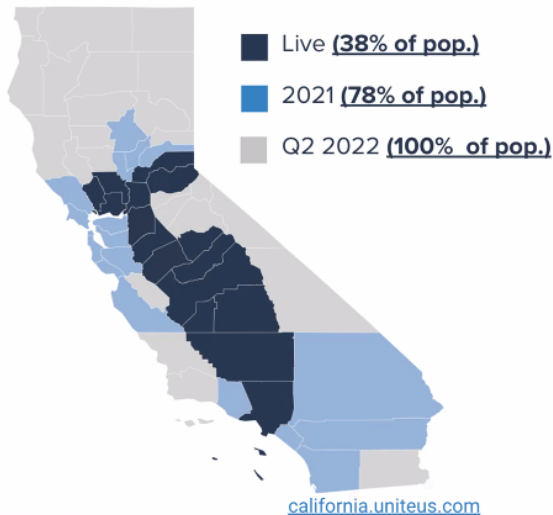 Live (38% of pop.)
2021 (78% of pop.)
Q2 2022 (100%  of pop.)
california.uniteus.com